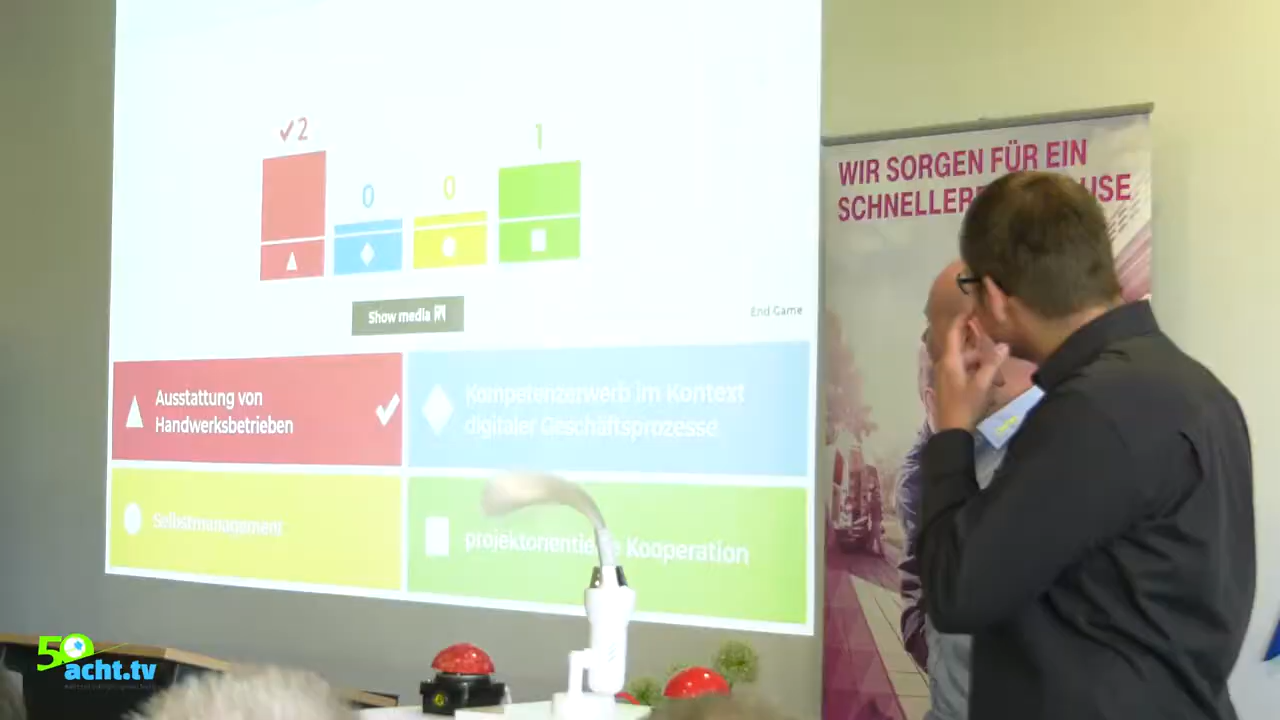 ✓2
0
0
1
Show media
End Game
Ausstattung von
Handwerksbetrieben
Kompetenzerwerb im Kontext
digitaler Geschäftsprozesse
Selbstmanagement
Kooperation
WIR SORGEN FÜR EIN
SCHNELLER
50
acht.tv